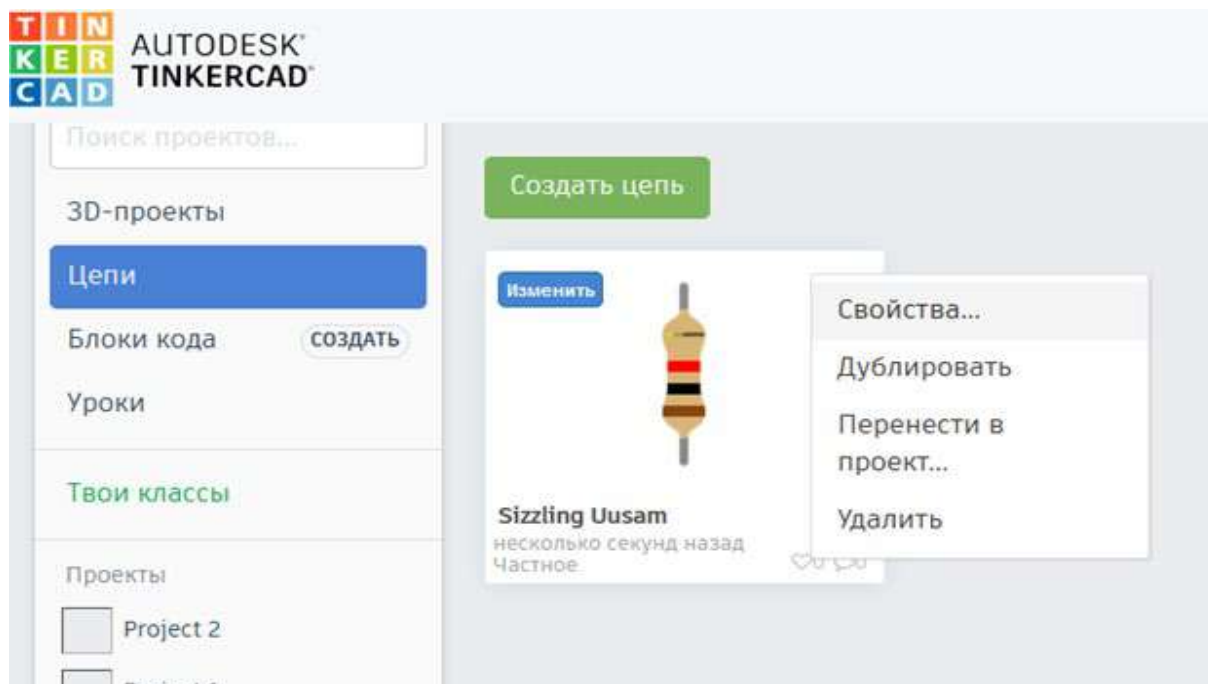 TIN
KER
CAD
AUTODESK®
TINKERCAD®
Поиск проектов...
3D-проекты
Цепи
Блоки кода
СОЗДАТЬ
Уроки
Твои классы
Проекты
Project 2
Создать цепь
Изменить
Sizzling Uusam
несколько секунд назад
Частное
Свойства...
Дублировать
Перенести в
проект...
Удалить